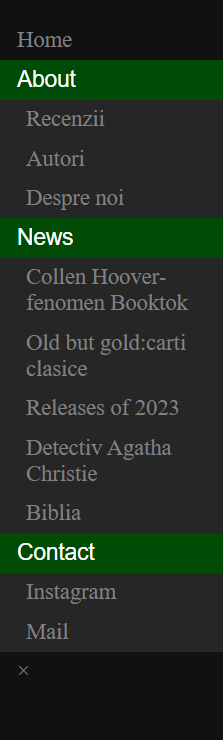 Home
About
Recenzii
Autori
Despre noi
News
Collen Hoover-
fenomen Booktok
Old but gold:carti
clasice
Releases of 2023
Detectiv Agatha
Christie
Biblia
Contact
Instagram
Mail
×